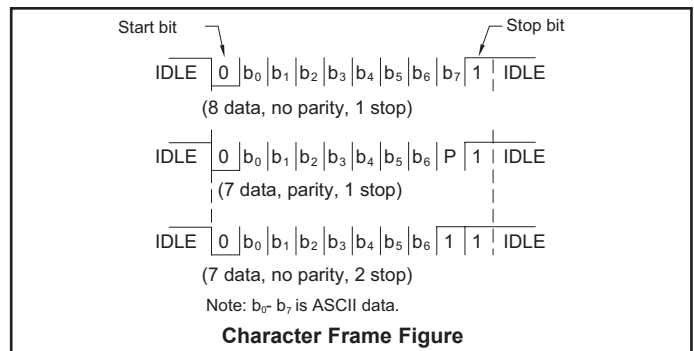 Start bit Stop bit
IDLE 0 b₀ b₁ b₂ b₃ b₄ b₅ b₆ b₇ 1 IDLE
(8 data, no parity, 1 stop)
IDLE 0 b₀ b₁ b₂ b₃ b₄ b₅ b₆ P 1 IDLE
(7 data, parity, 1 stop)
IDLE 0 b₀ b₁ b₂ b₃ b₄ b₅ b₆ 1 1 IDLE
(7 data, no parity, 2 stop)
Note: b₀- b₇ is ASCII data.
Character Frame Figure